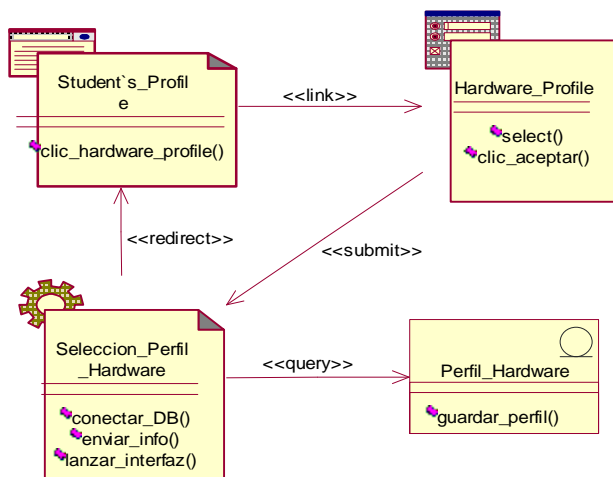 Student`s_Profil
e
clic_hardware_profile()
<<link>>
Hardware_Profile
select()
clic_aceptar()
<<redirect>>
<<submit>>
Seleccion_Perfil
_Hardware
conectar_DB()
enviar_info()
lanzar_interfaz()
<<query>>
Perfil_Hardware
guardar_perfil()